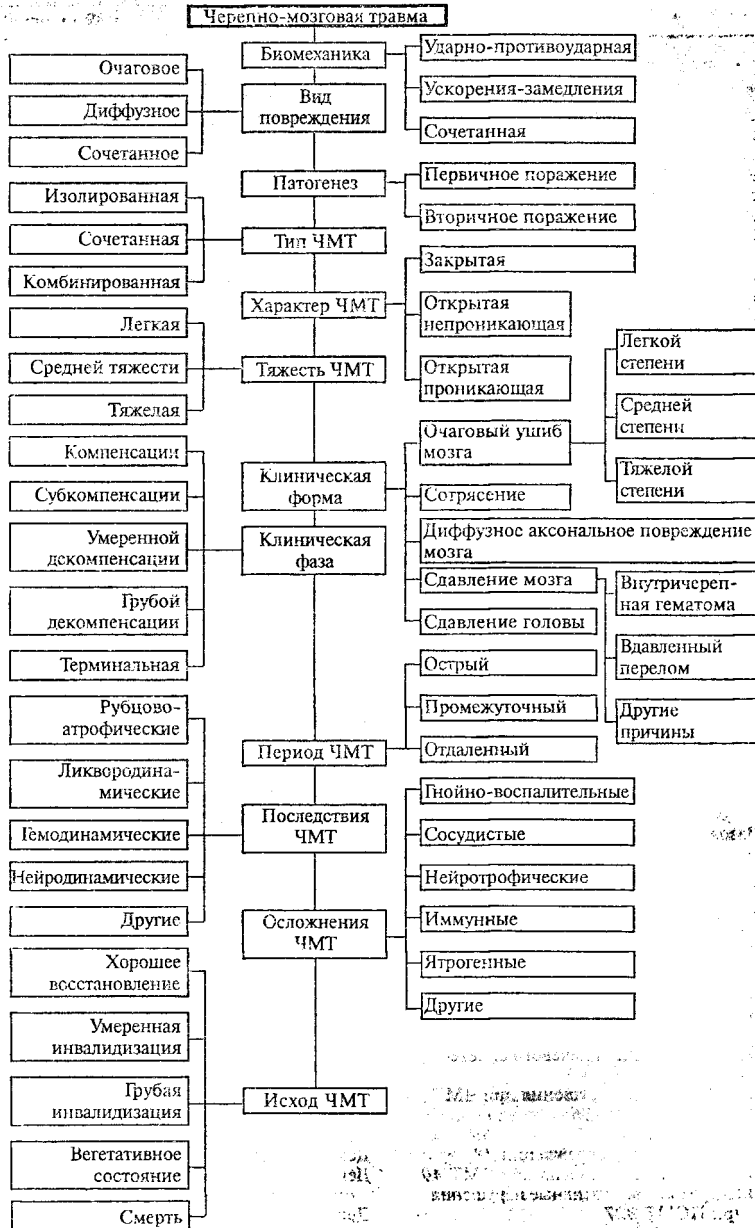 Черепно-мозговая травма
Биомеханика
Ударно-противоударная
Ускорения-замедления
Сочетанная
Очаговое
Диффузное
Сочетанное
Вид
повреждения
Патогенез
Первичное поражение
Вторичное поражение
Изолированная
Сочетанная
Комбинированная
Тип ЧМТ
Характер ЧМТ
Закрытая
Открытая
непроникающая
Открытая
проникающая
Легкая
Средней тяжести
Тяжелая
Тяжесть ЧМТ
Клиническая
форма
Очаговый ушиб
мозга
Легкой
степени
Средней
степени
Тяжелой
степени
Сотрясение
Диффузное аксональное повреждение
мозга
Сдавление мозга
Внутричереп-
ная гематома
Вдавленный
перелом
Другие
причины
Сдавление головы
Компенсации
Субкомпенсации
Умеренной
декомпенсации
Грубой
декомпенсации
Терминальная
Клиническая
фаза
Период ЧМТ
Острый
Промежуточный
Отдаленный
Рубцово-
атрофические
Ликвородина-
мические
Гемодинамические
Нейродинамические
Другие
Последствия
ЧМТ
Осложнения
ЧМТ
Гнойно-воспалительные
Сосудистые
Нейротрофические
Иммунные
Ятрогенные
Другие
Хорошее
восстановление
Умеренная
инвалидизация
Грубая
инвалидизация
Вегетативное
состояние
Смерть
Исход ЧМТ